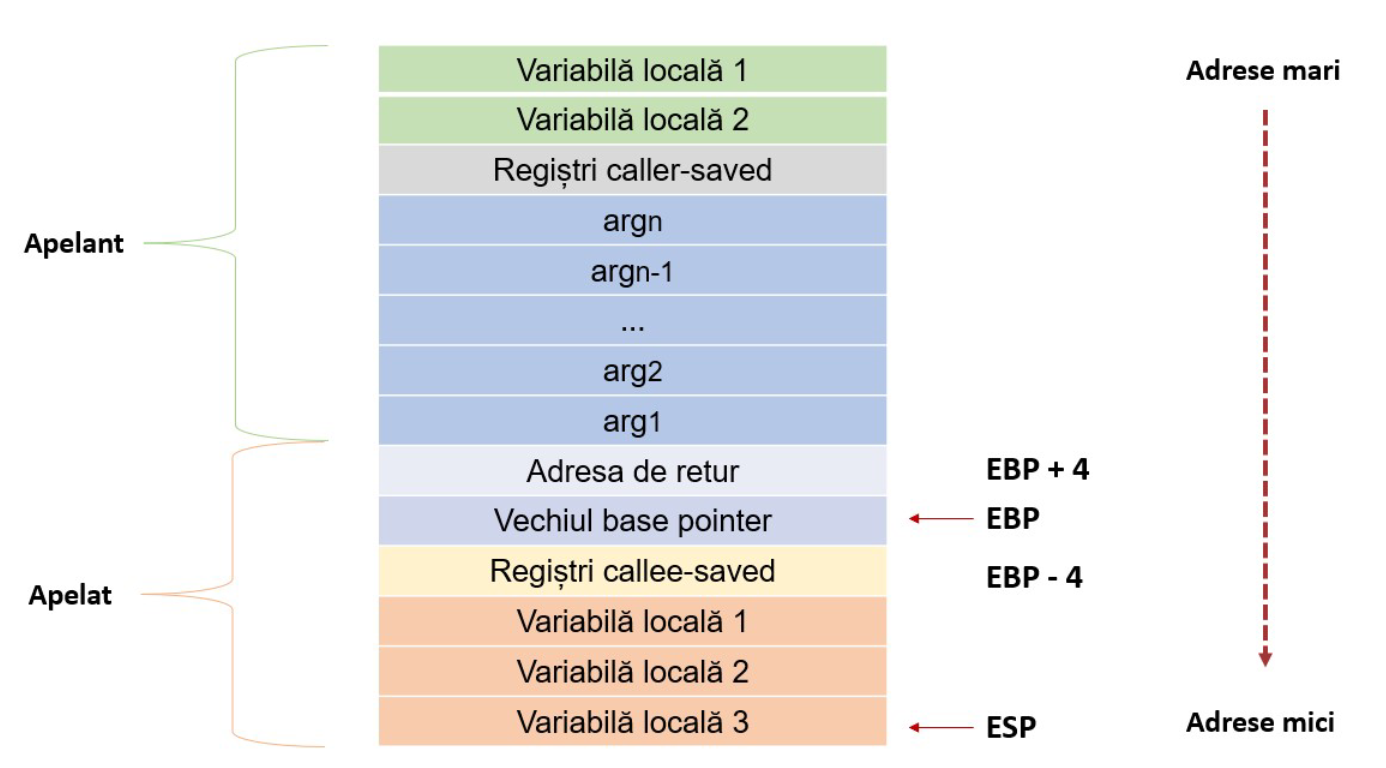 Variabilă locală 1
Adrese mari
Variabilă locală 2
Regiștri caller-saved
argn
Apelant
argn-1
...
arg2
arg1
Adresa de retur
EBP + 4
Vechiul base pointer
EBP
Regiștri callee-saved
EBP - 4
Apelat
Variabilă locală 1
Variabilă locală 2
Variabilă locală 3
ESP
Adrese mici